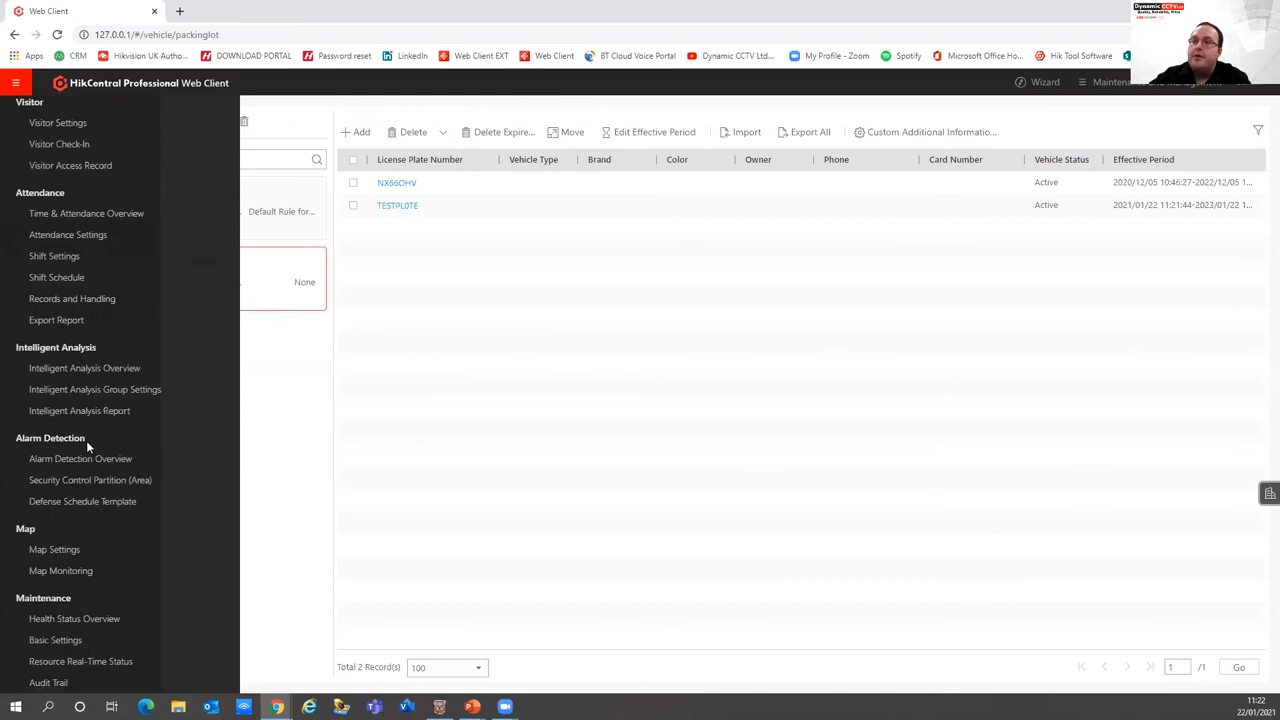 Web Client
127.0.0.1/#/vehicle/packinglot
Apps
CRM
Hikvision UK Autho...
DOWNLOAD PORTAL
Password reset
LinkedIn
Web Client EXT
Web Client
BT Cloud Voice Portal
Dynamic CCTV Ltd...
My Profile - Zoom
Spotify
Microsoft Office Ho...
Hik Tool Software
Dynamic CCTV Ltd
Quality, Reliability, Price
HikCentral Professional Web Client
Wizard
Visitor
Visitor Settings
Visitor Check-In
Visitor Access Record
Attendance
Time & Attendance Overview
Attendance Settings
Shift Settings
Shift Schedule
Records and Handling
Export Report
Intelligent Analysis
Intelligent Analysis Overview
Intelligent Analysis Group Settings
Intelligent Analysis Report
Alarm Detection
Alarm Detection Overview
Security Control Partition (Area)
Defense Schedule Template
Map
Map Settings
Map Monitoring
Maintenance
Health Status Overview
Basic Settings
Resource Real-Time Status
Audit Trail
Default Rule for...
None
Add
Delete
Delete Expire...
Move
Edit Effective Period
Import
Export All
Custom Additional Informatio...
License Plate Number Vehicle Type Brand Color Owner Phone Card Number Vehicle Status Effective Period
NX66OHV Active 2020/12/05 10:46:27-2022/12/05 1...
TESTPL0TE Active 2021/01/22 11:21:44-2023/01/22 1...
Total 2 Record(s) 100
1 /1 Go
11:22
22/01/2021